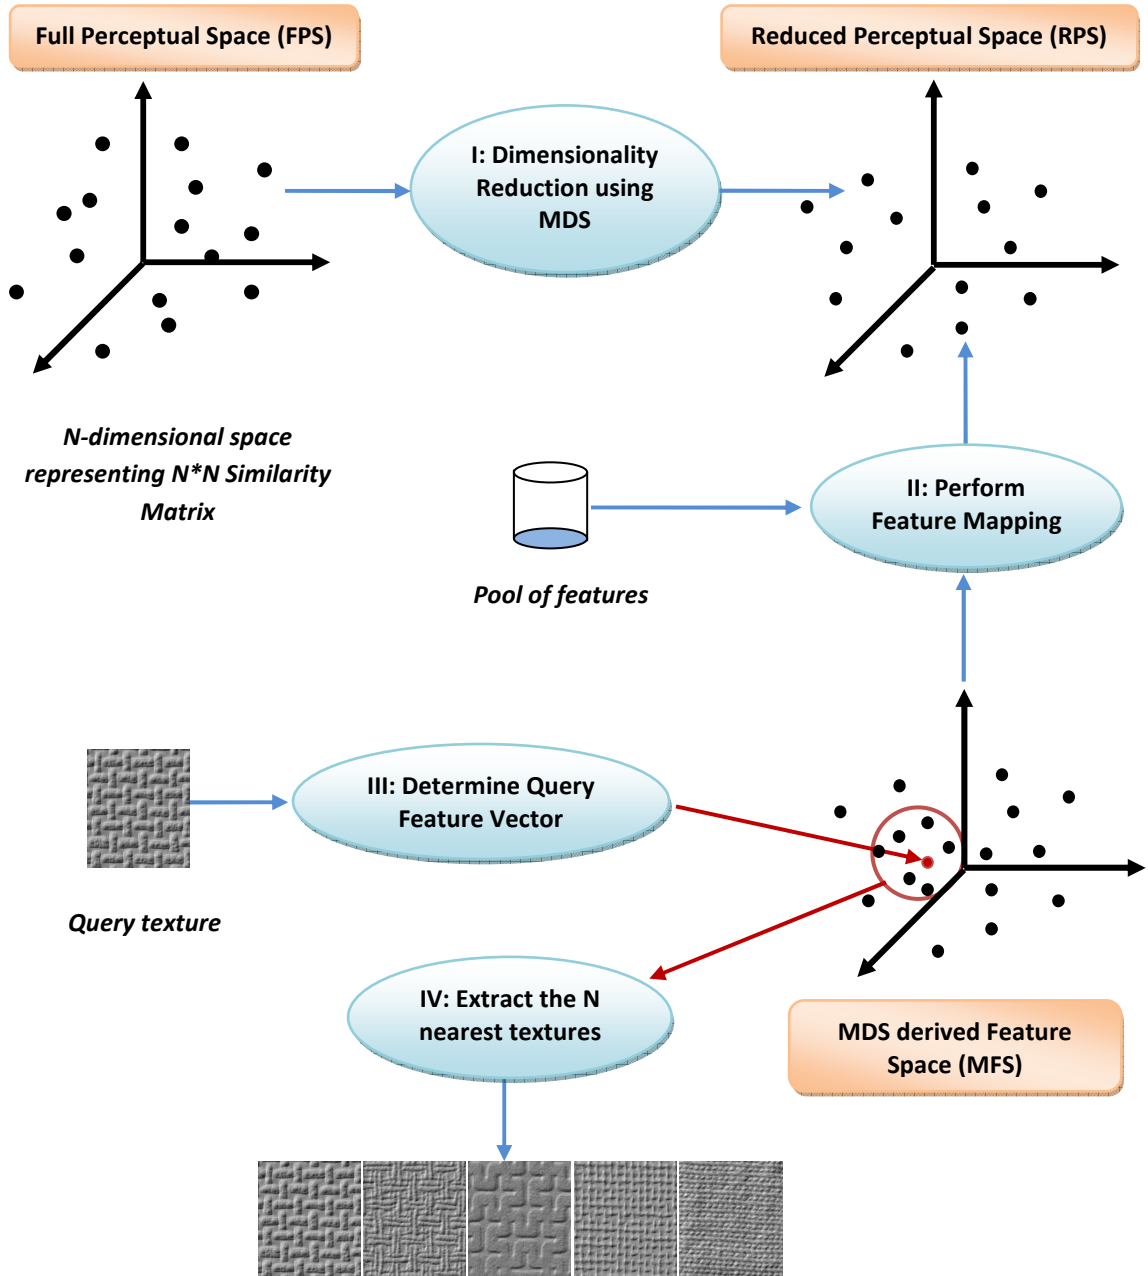 Full Perceptual Space (FPS)
Reduced Perceptual Space (RPS)
I: Dimensionality
Reduction using
MDS
N-dimensional space
representing N*N Similarity
Matrix
II: Perform
Feature Mapping
Pool of features
III: Determine Query
Feature Vector
Query texture
IV: Extract the N
nearest textures
MDS derived Feature
Space (MFS)